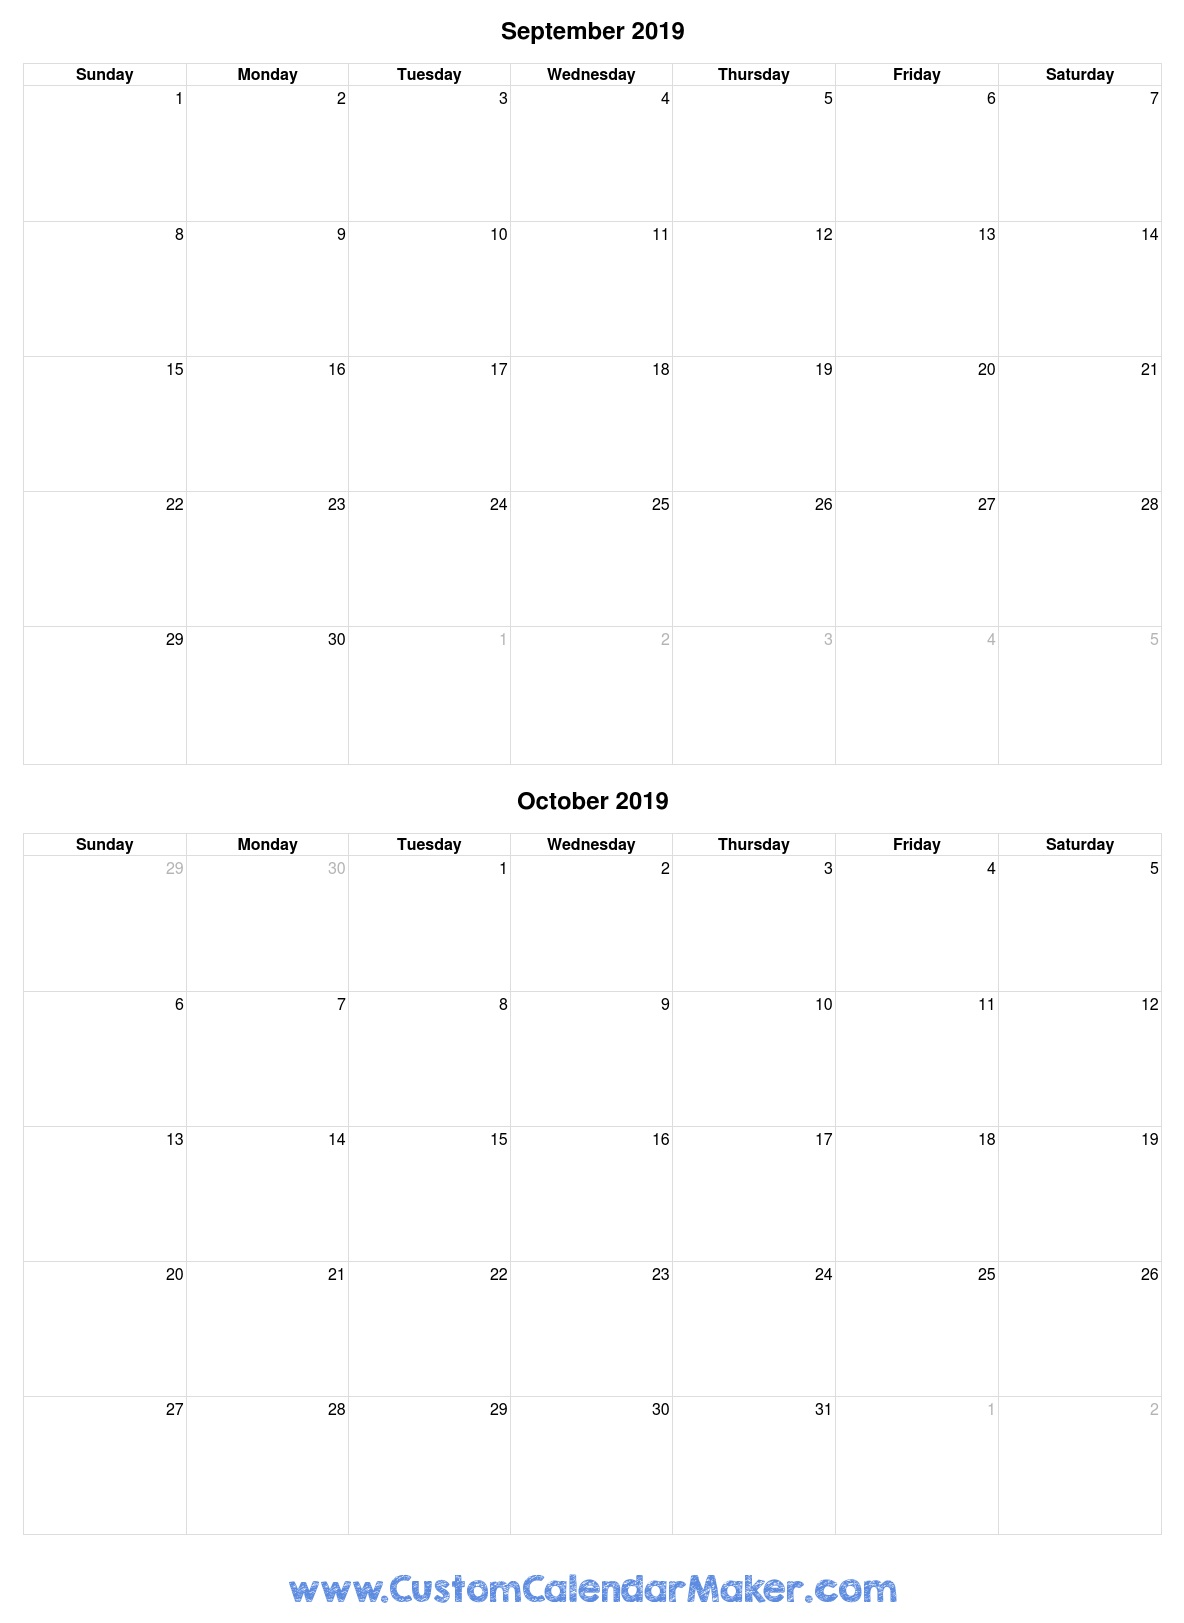 September 2019
Sunday Monday Tuesday Wednesday Thursday Friday Saturday
1 2 3 4 5 6 7
8 9 10 11 12 13 14
15 16 17 18 19 20 21
22 23 24 25 26 27 28
29 30 1 2 3 4 5
October 2019
Sunday Monday Tuesday Wednesday Thursday Friday Saturday
29 30 1 2 3 4 5
6 7 8 9 10 11 12
13 14 15 16 17 18 19
20 21 22 23 24 25 26
27 28 29 30 31 1 2
www.CustomCalendarMaker.com